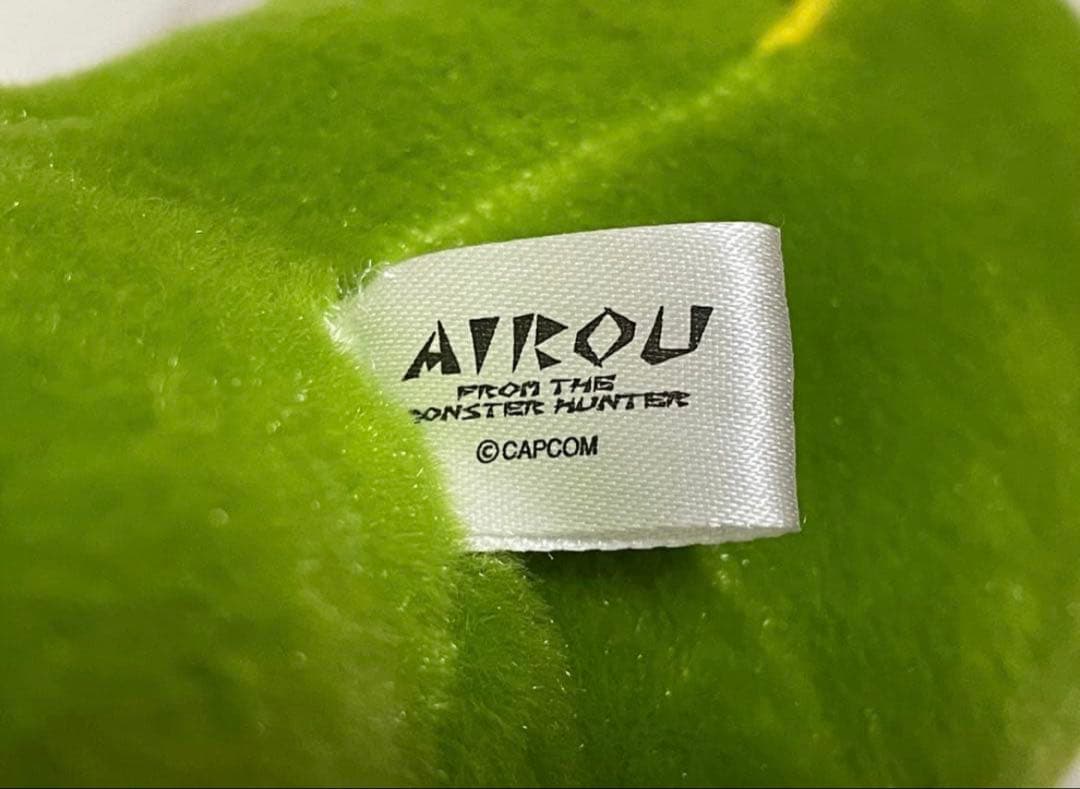 AIROU
FROM THE
MONSTER HUNTER
©CAPCOM